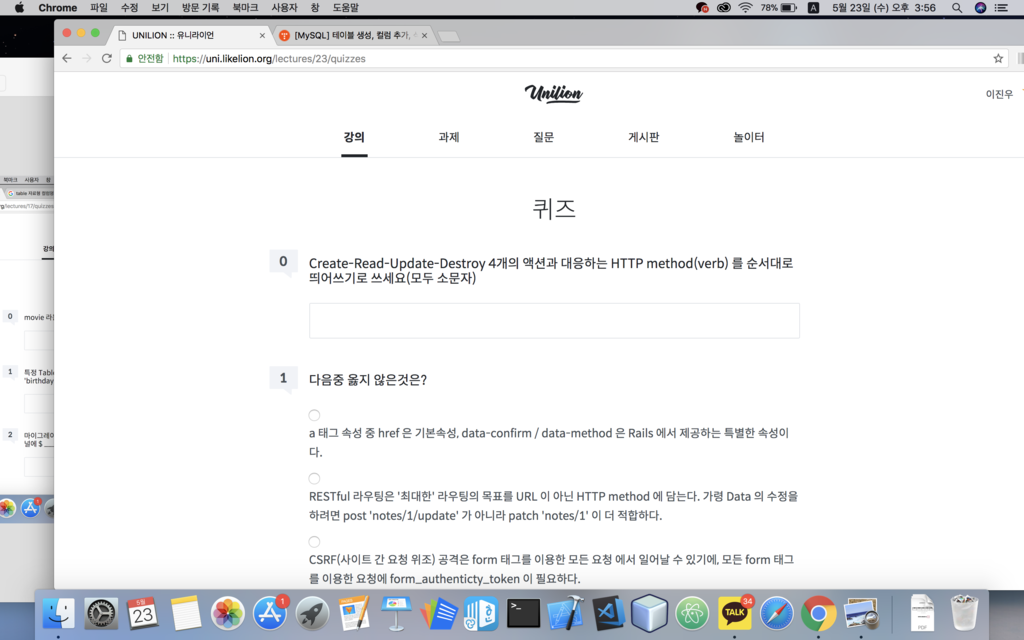 Chrome 파일 수정 보기 방문 기록 북마크 사용자 창 도움말 78% A 5월 23일 (수) 오후 3:56
UNILION :: 유니라이언 [MySQL] 테이블 생성, 컬럼 추가,
안전함 https://uni.likelion.org/lectures/23/quizzes
Unilion
이진우
강의 과제 질문 게시판 놀이터
퀴즈
0 Create-Read-Update-Destroy 4개의 액션과 대응하는 HTTP method(verb) 를 순서대로
띄어쓰기로 쓰세요(모두 소문자)
1 다음중 옳지 않은것은?
a 태그 속성 중 href 은 기본속성, data-confirm / data-method 은 Rails 에서 제공하는 특별한 속성이
다.
RESTful 라우팅은 '최대한' 라우팅의 목표를 URL 이 아닌 HTTP method 에 담는다. 가령 Data 의 수정을
하려면 post 'notes/1/update' 가 아니라 patch 'notes/1' 이 더 적합하다.
CSRF(사이트 간 요청 위조) 공격은 form 태그를 이용한 모든 요청 에서 일어날 수 있기에, 모든 form 태그
를 이용한 요청에 form_authenticty_token 이 필요하다.
북마크 사용자 창
org/lectures/17/quizzes
0 movie
1 특정
'birthday
2
5월
23
1
TALK
34
PDF